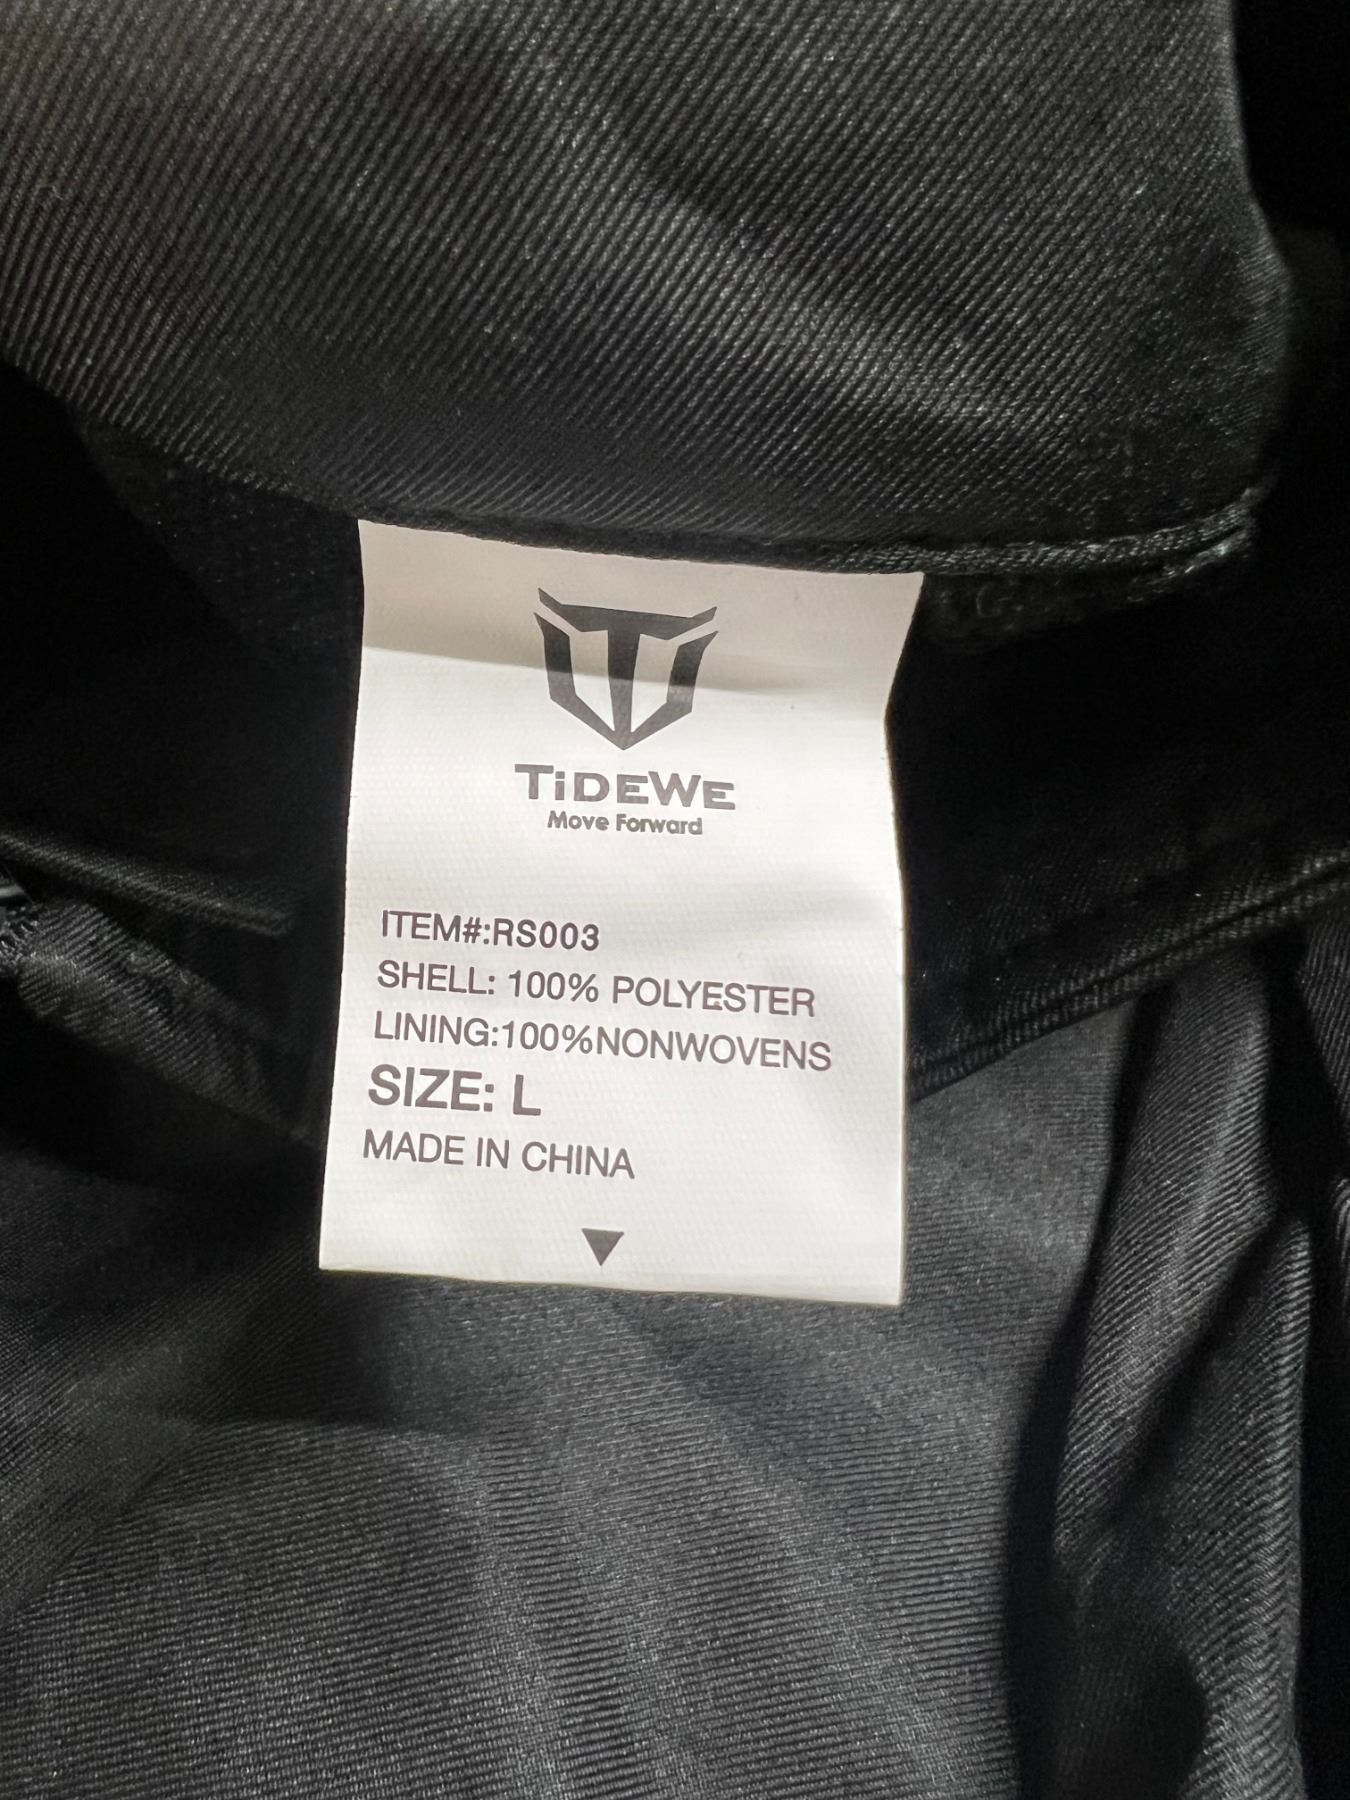 TiDEWE
Move Forward
ITEM#:RS003
SHELL: 100% POLYESTER
LINING:100%NONWOVENS
SIZE: L
MADE IN CHINA